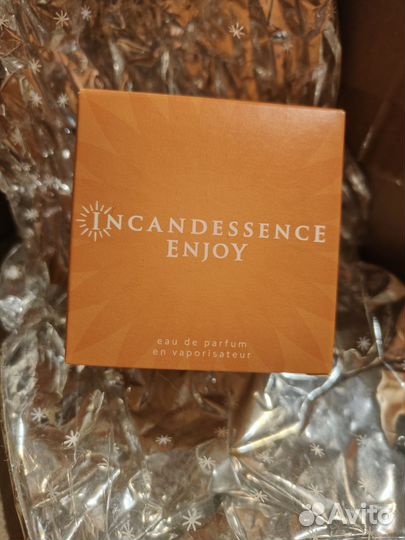 INCANDESSENCE
ENJOY
eau de parfum
en vaporisateur
Avito